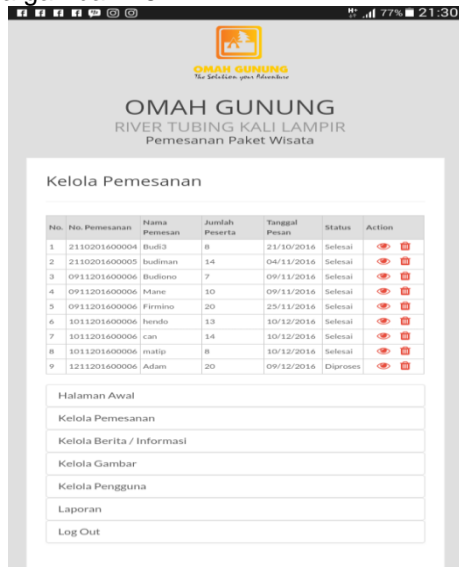 77% 21:30
OMAH GUNUNG
The Solution your Adventure
OMAH GUNUNG
RIVER TUBING KALI LAMPIR
Pemesanan Paket Wisata
Kelola Pemesanan
No. No. Pemesanan Nama Pemesan Jumlah Peserta Tanggal Pesan Status Action
1 2110201600004 Budi3 8 21/10/2016 Selesai
2 2110201600005 budiman 14 04/11/2016 Selesai
3 0911201600006 Budiono 7 09/11/2016 Selesai
4 0911201600006 Mane 10 09/11/2016 Selesai
5 0911201600006 Firmino 20 25/11/2016 Selesai
6 1011201600006 hendo 13 10/12/2016 Selesai
7 1011201600006 can 14 10/12/2016 Selesai
8 1011201600006 matip 8 10/12/2016 Selesai
9 1211201600006 Adam 20 09/12/2016 Diproses
Halaman Awal
Kelola Pemesanan
Kelola Berita / Informasi
Kelola Gambar
Kelola Pengguna
Laporan
Log Out